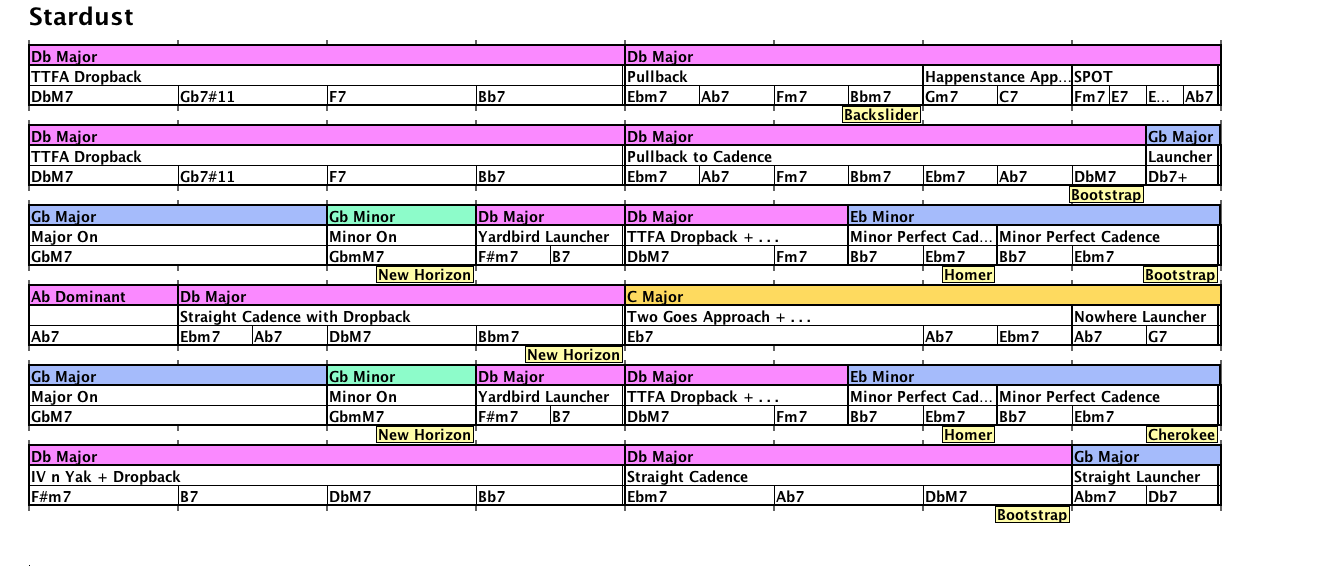 Stardust
Db Major Db Major
TTFA Dropback Pullback Happenstance App... SPOT
DbM7 Gb7#11 F7 Bb7 Ebm7 Ab7 Fm7 Bbm7 Gm7 C7 Fm7 E7 E... Ab7
Backslider
Db Major Db Major Gb Major
TTFA Dropback Pullback to Cadence Launcher
DbM7 Gb7#11 F7 Bb7 Ebm7 Ab7 Fm7 Bbm7 Ebm7 Ab7 DbM7 Db7+
Bootstrap
Gb Major Gb Minor Db Major Db Major Eb Minor
Major On Minor On Yardbird Launcher TTFA Dropback + . . . Minor Perfect Cad... Minor Perfect Cadence
GbM7 GbmM7 F#m7 B7 DbM7 Fm7 Bb7 Ebm7 Bb7 Ebm7
New Horizon Homer Bootstrap
Ab Dominant Db Major C Major
Straight Cadence with Dropback Two Goes Approach + . . . Nowhere Launcher
Ab7 Ebm7 Ab7 DbM7 Bbm7 Eb7 Ab7 Ebm7 Ab7 G7
New Horizon
Gb Major Gb Minor Db Major Db Major Eb Minor
Major On Minor On Yardbird Launcher TTFA Dropback + . . . Minor Perfect Cad... Minor Perfect Cadence
GbM7 GbmM7 F#m7 B7 DbM7 Fm7 Bb7 Ebm7 Bb7 Ebm7
New Horizon Homer Cherokee
Db Major Db Major Gb Major
IV n Yak + Dropback Straight Cadence Straight Launcher
F#m7 B7 DbM7 Bb7 Ebm7 Ab7 DbM7 Abm7 Db7
Bootstrap